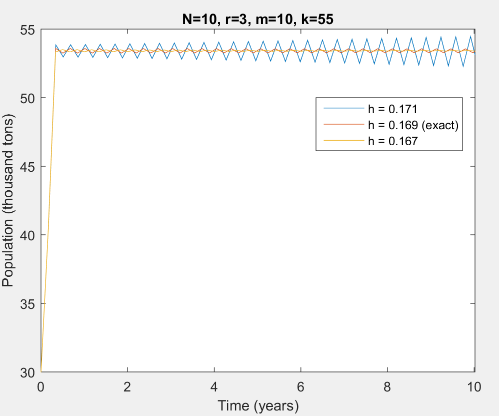 N=10, r=3, m=10, k=55
55
50
45
40
35
30
Population (thousand tons)
h = 0.171
h = 0.169 (exact)
h = 0.167
0 2 4 6 8 10
Time (years)